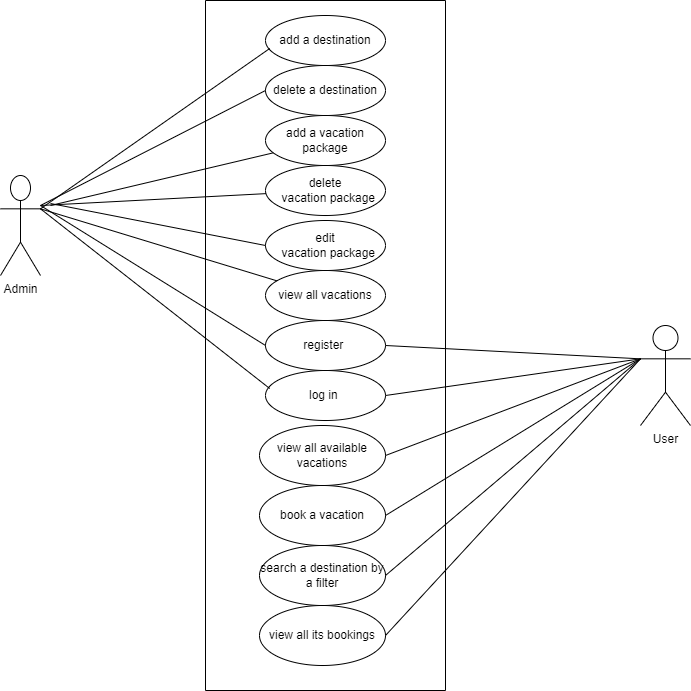 add a destination
delete a destination
add a vacation
package
delete
vacation package
edit
vacation package
view all vacations
register
log in
view all available
vacations
book a vacation
search a destination by
a filter
view all its bookings
Admin
User